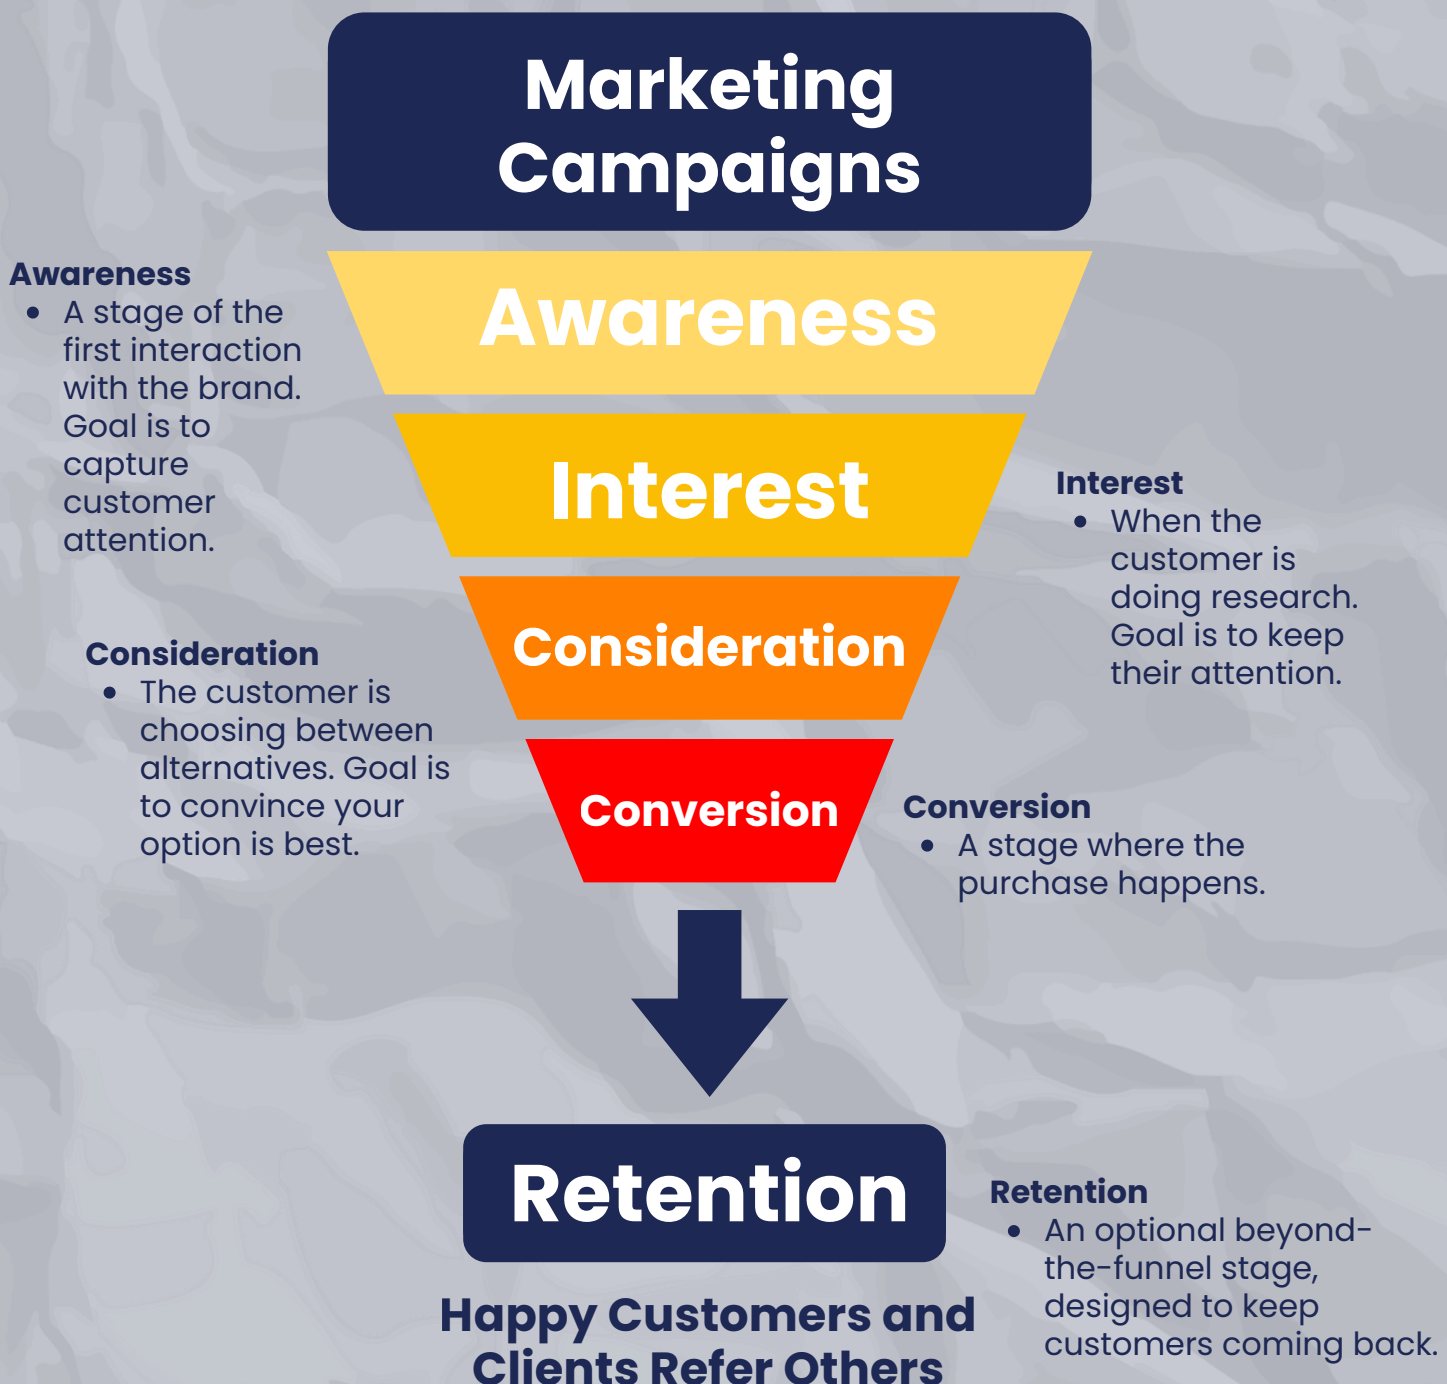 Marketing
Campaigns
Awareness
• A stage of the
first interaction
with the brand.
Goal is to
capture
customer
attention.
Awareness
Interest
Interest
• When the
customer is
doing research.
Goal is to keep
their attention.
Consideration
Consideration
• The customer is
choosing between
alternatives. Goal is
to convince your
option is best.
Conversion
Conversion
• A stage where the
purchase happens.
Retention
Retention
• An optional beyond-
the-funnel stage,
designed to keep
customers coming back.
Happy Customers and
Clients Refer Others